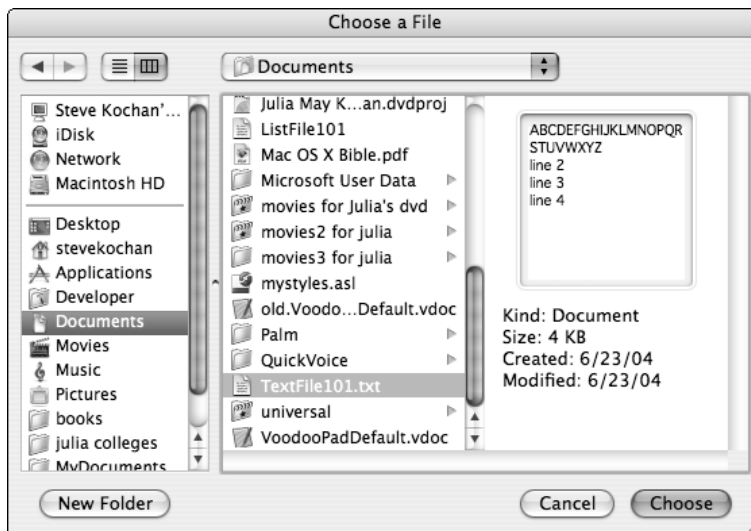 Choose a File
Documents
Steve Kochan'...
iDisk
Network
Macintosh HD
Desktop
stevekochan
Applications
Developer
Documents
Movies
Music
Pictures
books
julia colleges
MyDocuments
Julia May K...an.dvdproj
ListFile101
Mac OS X Bible.pdf
Microsoft User Data
movies for Julia's dvd
movies2 for julia
movies3 for julia
mystyles.asl
old.Voodo...Default.vdoc
Palm
QuickVoice
TextFile101.txt
universal
VoodooPadDefault.vdoc
ABCDEFGHIJKLMNOPQR
STUVWXYZ
line 2
line 3
line 4
Kind: Document
Size: 4 KB
Created: 6/23/04
Modified: 6/23/04
New Folder
Cancel
Choose